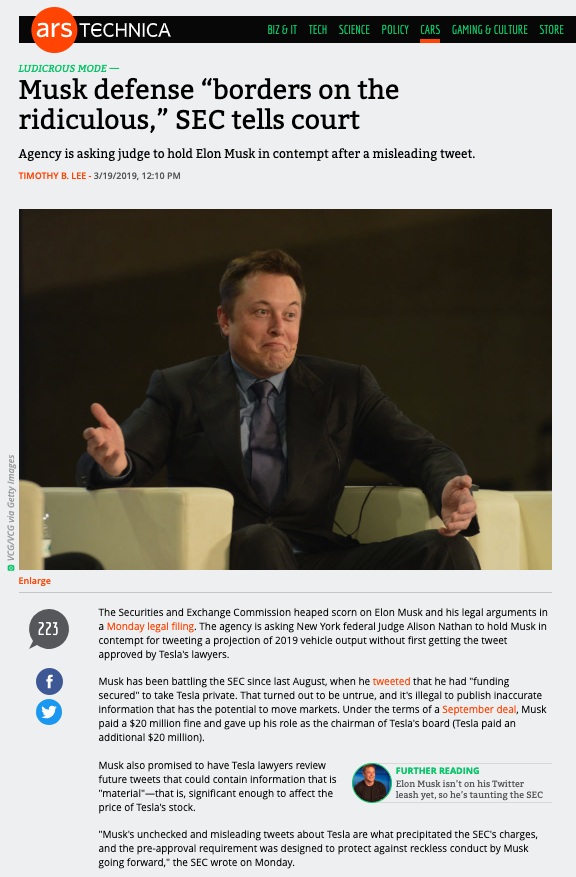 ars TECHNICA
BIZ & IT TECH SCIENCE POLICY CARS GAMING & CULTURE STORE
LUDICROUS MODE —
Musk defense “borders on the
ridiculous,” SEC tells court
Agency is asking judge to hold Elon Musk in contempt after a misleading tweet.
TIMOTHY B. LEE - 3/19/2019, 12:10 PM
VCG/VCG via Getty Images
Enlarge
223
The Securities and Exchange Commission heaped scorn on Elon Musk and his legal arguments in
a Monday legal filing. The agency is asking New York federal Judge Alison Nathan to hold Musk in
contempt for tweeting a projection of 2019 vehicle output without first getting the tweet
approved by Tesla's lawyers.
Musk has been battling the SEC since last August, when he tweeted that he had "funding
secured" to take Tesla private. That turned out to be untrue, and it's illegal to publish inaccurate
information that has the potential to move markets. Under the terms of a September deal, Musk
paid a $20 million fine and gave up his role as the chairman of Tesla's board (Tesla paid an
additional $20 million).
Musk also promised to have Tesla lawyers review
future tweets that could contain information that is
"material"—that is, significant enough to affect the
price of Tesla's stock.
FURTHER READING
Elon Musk isn't on his Twitter
leash yet, so he's taunting the SEC
"Musk's unchecked and misleading tweets about Tesla are what precipitated the SEC's charges,
and the pre-approval requirement was designed to protect against reckless conduct by Musk
going forward," the SEC wrote on Monday.